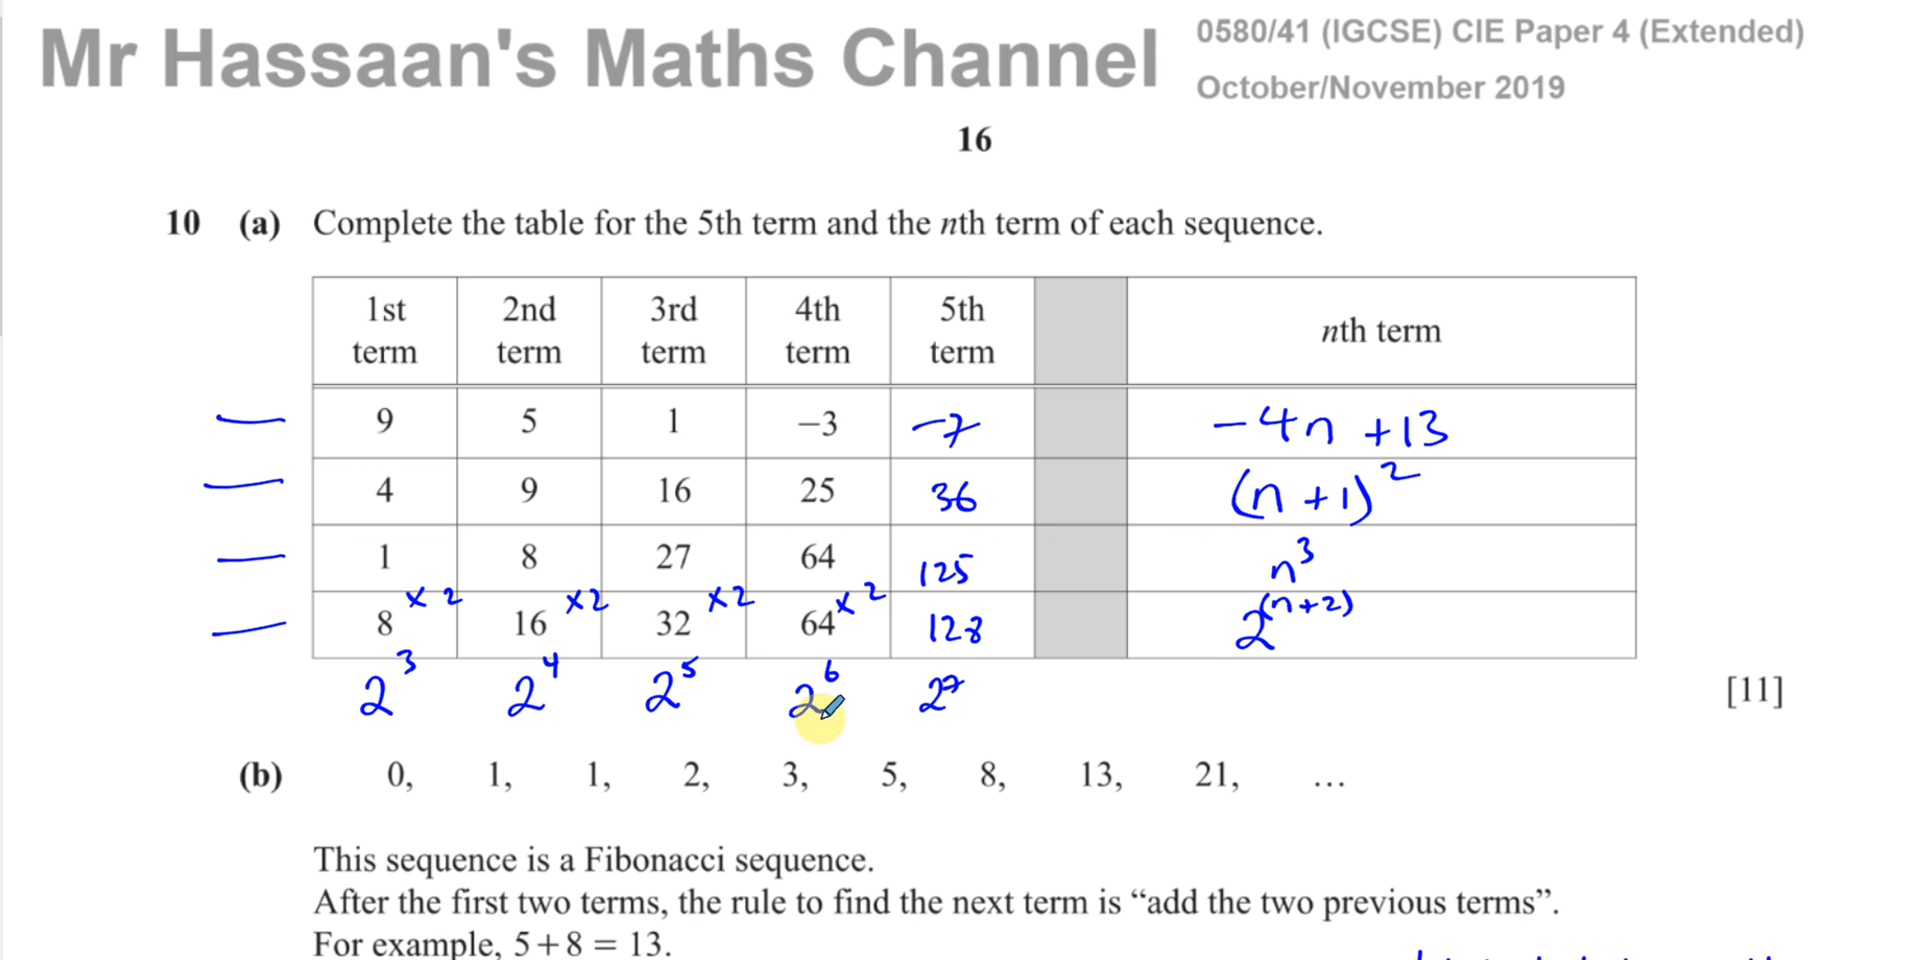 Mr Hassaan's Maths Channel
0580/41 (IGCSE) CIE Paper 4 (Extended)
October/November 2019
16
10 (a) Complete the table for the 5th term and the nth term of each sequence.
1st term 2nd term 3rd term 4th term 5th term nth term
9 5 1 −3 −7 −4n +13
4 9 16 25 36 (n +1)²
1 8 27 64 125 n³
×2 ×2 ×2 ×2
8 16 32 64 128 2⁽ⁿ⁺²⁾
2³ 2⁴ 2⁵ 2⁶ 2⁷
[11]
(b) 0, 1, 1, 2, 3, 5, 8, 13, 21, ...
This sequence is a Fibonacci sequence.
After the first two terms, the rule to find the next term is “add the two previous terms”.
For example, 5+8 = 13.